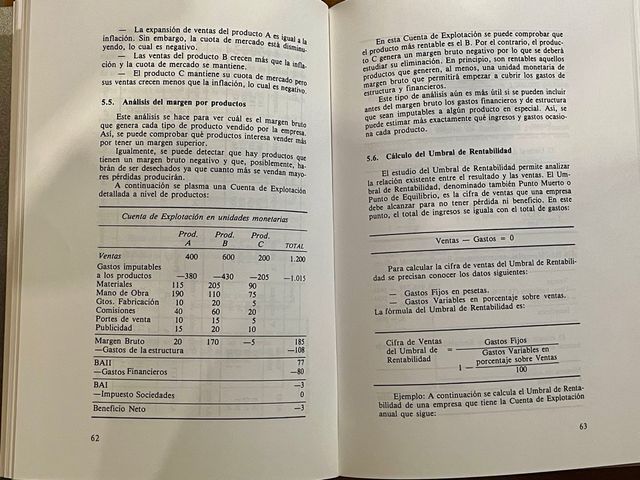 — La expansión de ventas del producto A es igual a la
inflación. Sin embargo, la cuota de mercado está disminu-
yendo, lo cual es negativo.
— Las ventas del producto B crecen más que la infla-
ción y la cuota de mercado se mantiene.
— El producto C mantiene su cuota de mercado pero
sus ventas crecen menos que la inflación, lo cual es negativo.
5.5. Análisis del margen por productos
Este análisis se hace para ver cuál es el margen bruto
que genera cada tipo de producto vendido por la empresa.
Así, se puede comprobar qué productos interesa vender más
por tener un margen superior.
Igualmente, se puede detectar que hay productos que
tienen un margen bruto negativo y que, posiblemente, ha-
brán de ser desechados ya que cuanto más se vendan mayo-
res pérdidas producirán.
A continuación se plasma una Cuenta de Explotación
detallada a nivel de productos:
Cuenta de Explotación en unidades monetarias
Prod. A Prod. B Prod. C TOTAL
Ventas 400 600 200 1.200
Gastos imputables
a los productos —380 —430 —205 —1.015
Materiales 115 205 90
Mano de Obra 190 110 75
Gtos. Fabricación 10 20 5
Comisiones 40 60 20
Portes de venta 10 15 5
Publicidad 15 20 10
Margen Bruto 20 170 —5 185
—Gastos de la estructura —108
BAII 77
—Gastos Financieros —80
BAI —3
—Impuesto Sociedades 0
Beneficio Neto —3
62
En esta Cuenta de Explotación se puede comprobar que
el producto más rentable es el B. Por el contrario, el produc-
to C genera un margen bruto negativo por lo que se deberá
estudiar su eliminación. En principio, son rentables aquellos
productos que generen, al menos, una unidad monetaria de
margen bruto que permitirá empezar a cubrir los gastos de
estructura y financieros.
Este tipo de análisis aún es más útil si se pueden incluir
antes del margen bruto los gastos financieros y de estructura
que sean imputables a algún producto en especial. Así, se
puede estimar más exactamente qué ingresos y gastos ocasio-
na cada producto.
5.6. Cálculo del Umbral de Rentabilidad
El estudio del Umbral de Rentabilidad permite analizar
la relación existente entre el resultado y las ventas. El Um-
bral de Rentabilidad, denominado también Punto Muerto o
Punto de Equilibrio, es la cifra de ventas que una empresa
debe alcanzar para no tener pérdida ni beneficio. En este
punto, el total de ingresos se iguala con el total de gastos:
Ventas — Gastos = 0
Para calcular la cifra de ventas del Umbral de Rentabili-
dad se precisan conocer los datos siguientes:
— Gastos Fijos en pesetas.
— Gastos Variables en porcentaje sobre ventas.
La fórmula del Umbral de Rentabilidad es:
Cifra de Ventas
del Umbral de
Rentabilidad
=
Gastos Fijos
Gastos Variables en
porcentaje sobre Ventas
1 —
100
Ejemplo: A continuación se calcula el Umbral de Renta-
bilidad de una empresa que tiene la Cuenta de Explotación
anual que sigue:
63